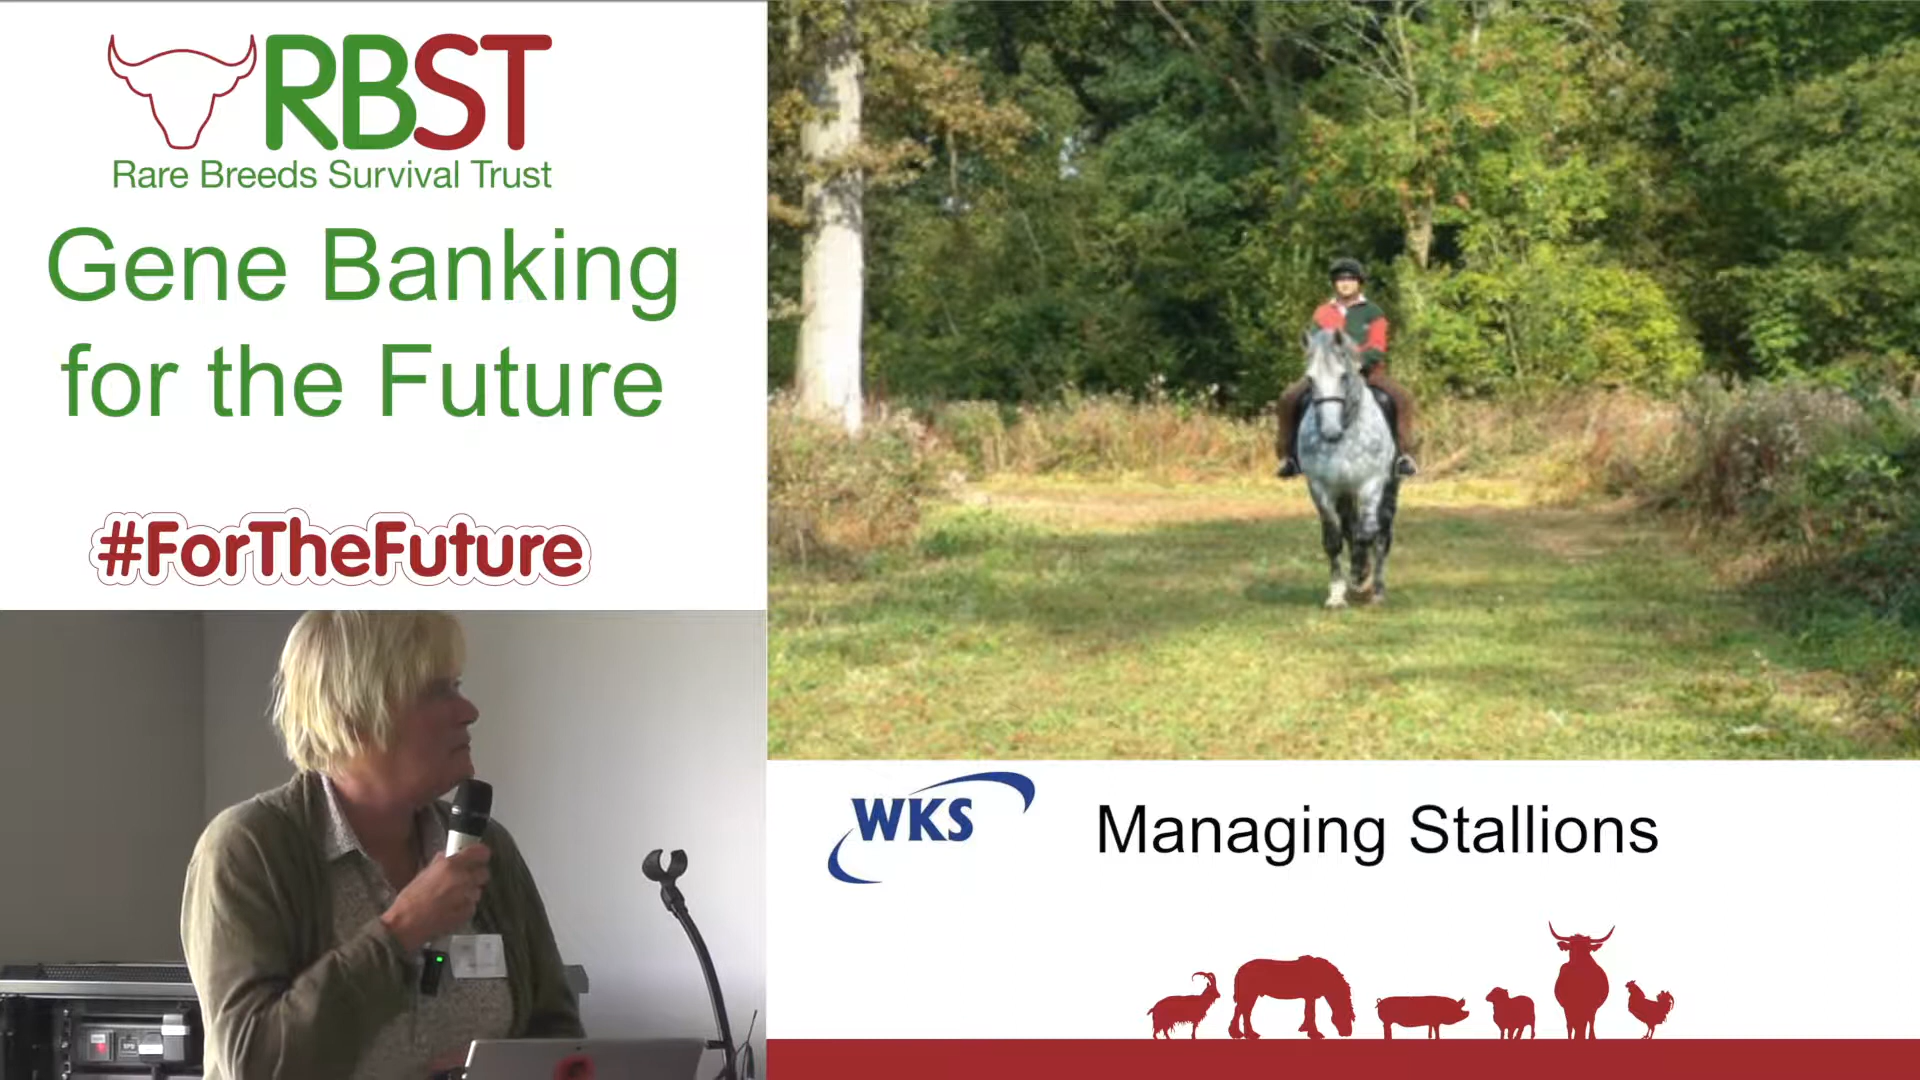 RBST
Rare Breeds Survival Trust
Gene Banking
for the Future
#ForTheFuture
WKS
Managing Stallions